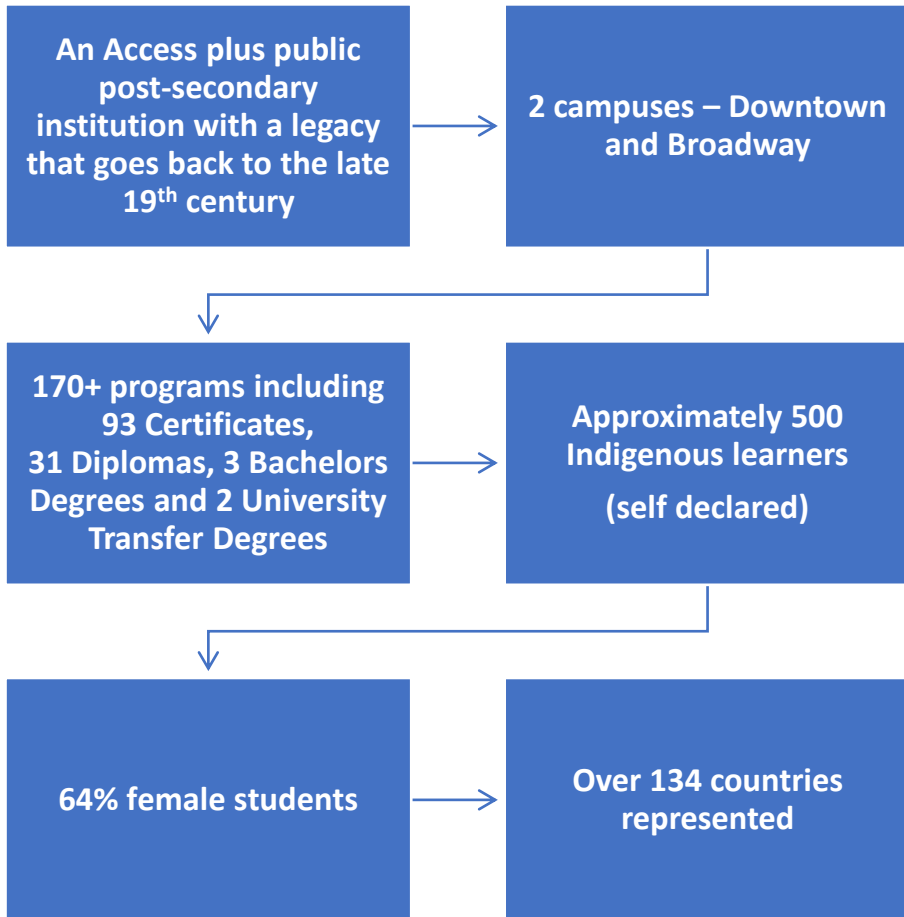 An Access plus public
post-secondary
institution with a legacy
that goes back to the late
19th century
2 campuses – Downtown
and Broadway
170+ programs including
93 Certificates,
31 Diplomas, 3 Bachelors
Degrees and 2 University
Transfer Degrees
Approximately 500
Indigenous learners
(self declared)
64% female students
Over 134 countries
represented